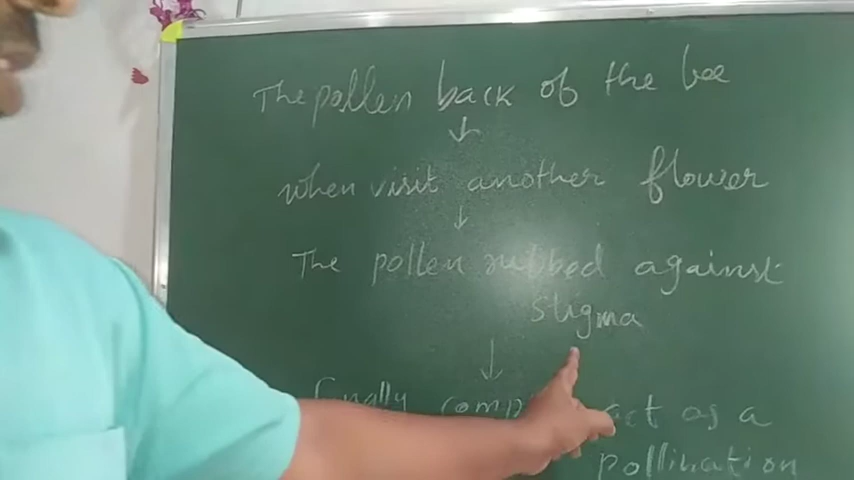 The pollen back of the bee
↓
when visit another flower
↓
The pollen rubbed against
stigma
↓
finally act as a
pollination